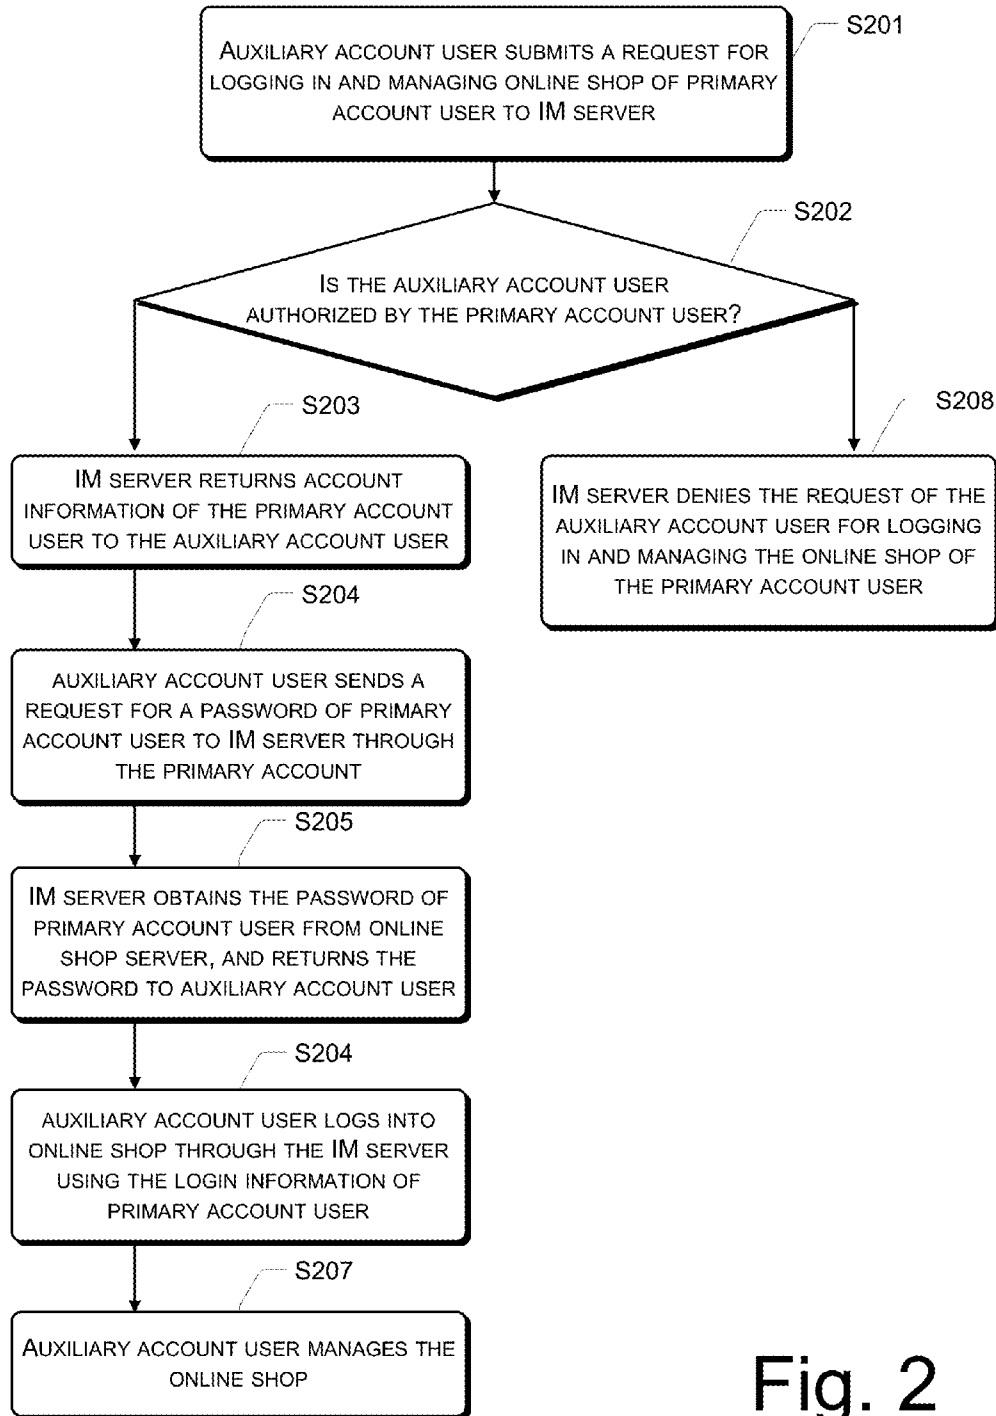 S201
AUXILIARY ACCOUNT USER SUBMITS A REQUEST FOR
LOGGING IN AND MANAGING ONLINE SHOP OF PRIMARY
ACCOUNT USER TO IM SERVER
S202
IS THE AUXILIARY ACCOUNT USER
AUTHORIZED BY THE PRIMARY ACCOUNT USER?
S203
IM SERVER RETURNS ACCOUNT
INFORMATION OF THE PRIMARY ACCOUNT
USER TO THE AUXILIARY ACCOUNT USER
S208
IM SERVER DENIES THE REQUEST OF THE
AUXILIARY ACCOUNT USER FOR LOGGING
IN AND MANAGING THE ONLINE SHOP OF
THE PRIMARY ACCOUNT USER
S204
AUXILIARY ACCOUNT USER SENDS A
REQUEST FOR A PASSWORD OF PRIMARY
ACCOUNT USER TO IM SERVER THROUGH
THE PRIMARY ACCOUNT
S205
IM SERVER OBTAINS THE PASSWORD OF
PRIMARY ACCOUNT USER FROM ONLINE
SHOP SERVER, AND RETURNS THE
PASSWORD TO AUXILIARY ACCOUNT USER
S204
AUXILIARY ACCOUNT USER LOGS INTO
ONLINE SHOP THROUGH THE IM SERVER
USING THE LOGIN INFORMATION OF
PRIMARY ACCOUNT USER
S207
AUXILIARY ACCOUNT USER MANAGES THE
ONLINE SHOP
Fig. 2